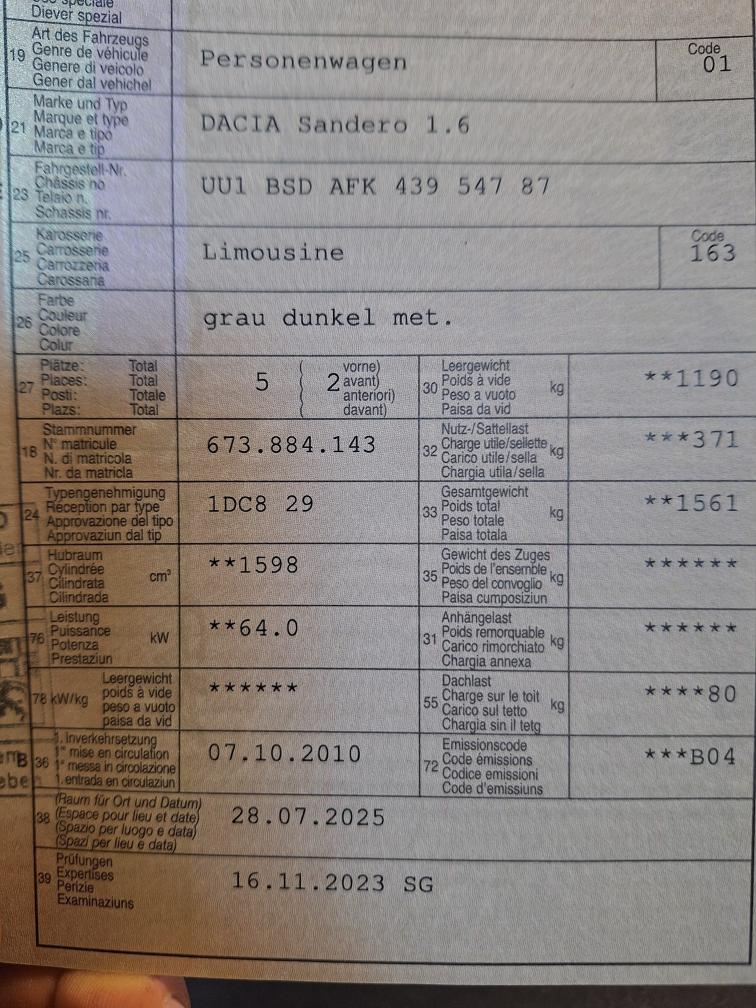 Diever spezial
19 Art des Fahrzeugs
Genre de véhicule
Genere di veicolo
Gener dal vehichel
Personenwagen
Code
01
21 Marke und Typ
Marque et type
Marca e tipo
Marca e tip
DACIA Sandero 1.6
23 Fahrgestell-Nr.
Châssis no
Telaio n.
Schassis nr.
UU1 BSD AFK 439 547 87
25 Karosserie
Carrosserie
Carrozzeria
Carossaria
Limousine
Code
163
26 Farbe
Couleur
Colore
Colur
grau dunkel met.
27 Plätze: Total
Places: Total
Posti: Totale
Plazs: Total
5 ( 2 vorne)
avant)
anteriori)
davant)
30 Leergewicht
Poids à vide kg
Peso a vuoto
Paisa da vid
**1190
18 Stammnummer
N° matricule
N. di matricola
Nr. da matricla
673.884.143
32 Nutz-/Sattellast
Charge utile/sellette kg
Carico utile/sella
Chargia utila/sella
***371
24 Typengenehmigung
Réception par type
Approvazione del tipo
Approvaziun dal tip
1DC8 29
33 Gesamtgewicht
Poids total kg
Peso totale
Paisa totala
**1561
37 Hubraum
Cylindrée cm³
Cilindrata
Cilindrada
**1598
35 Gewicht des Zuges
Poids de l'ensemble kg
Peso del convoglio
Paisa cumposiziun
******
76 Leistung
Puissance kW
Potenza
Prestaziun
**64.0
31 Anhängelast
Poids remorquable kg
Carico rimorchiato
Chargia annexa
******
78 kW/kg Leergewicht
poids à vide
peso a vuoto
paisa da vid
******
55 Dachlast
Charge sur le toit kg
Carico sul tetto
Chargia sin il tetg
****80
36 1. Inverkehrsetzung
1re mise en circulation
1a messa in circolazione
1. entrada en circulaziun
07.10.2010
72 Emissionscode
Code émissions
Codice emissioni
Code d'emissiuns
***B04
38 (Raum für Ort und Datum)
(Espace pour lieu et date)
(Spazio per luogo e data)
(Spazi per lieu e data)
28.07.2025
39 Prüfungen
Expertises
Perizie
Examinaziuns
16.11.2023 SG